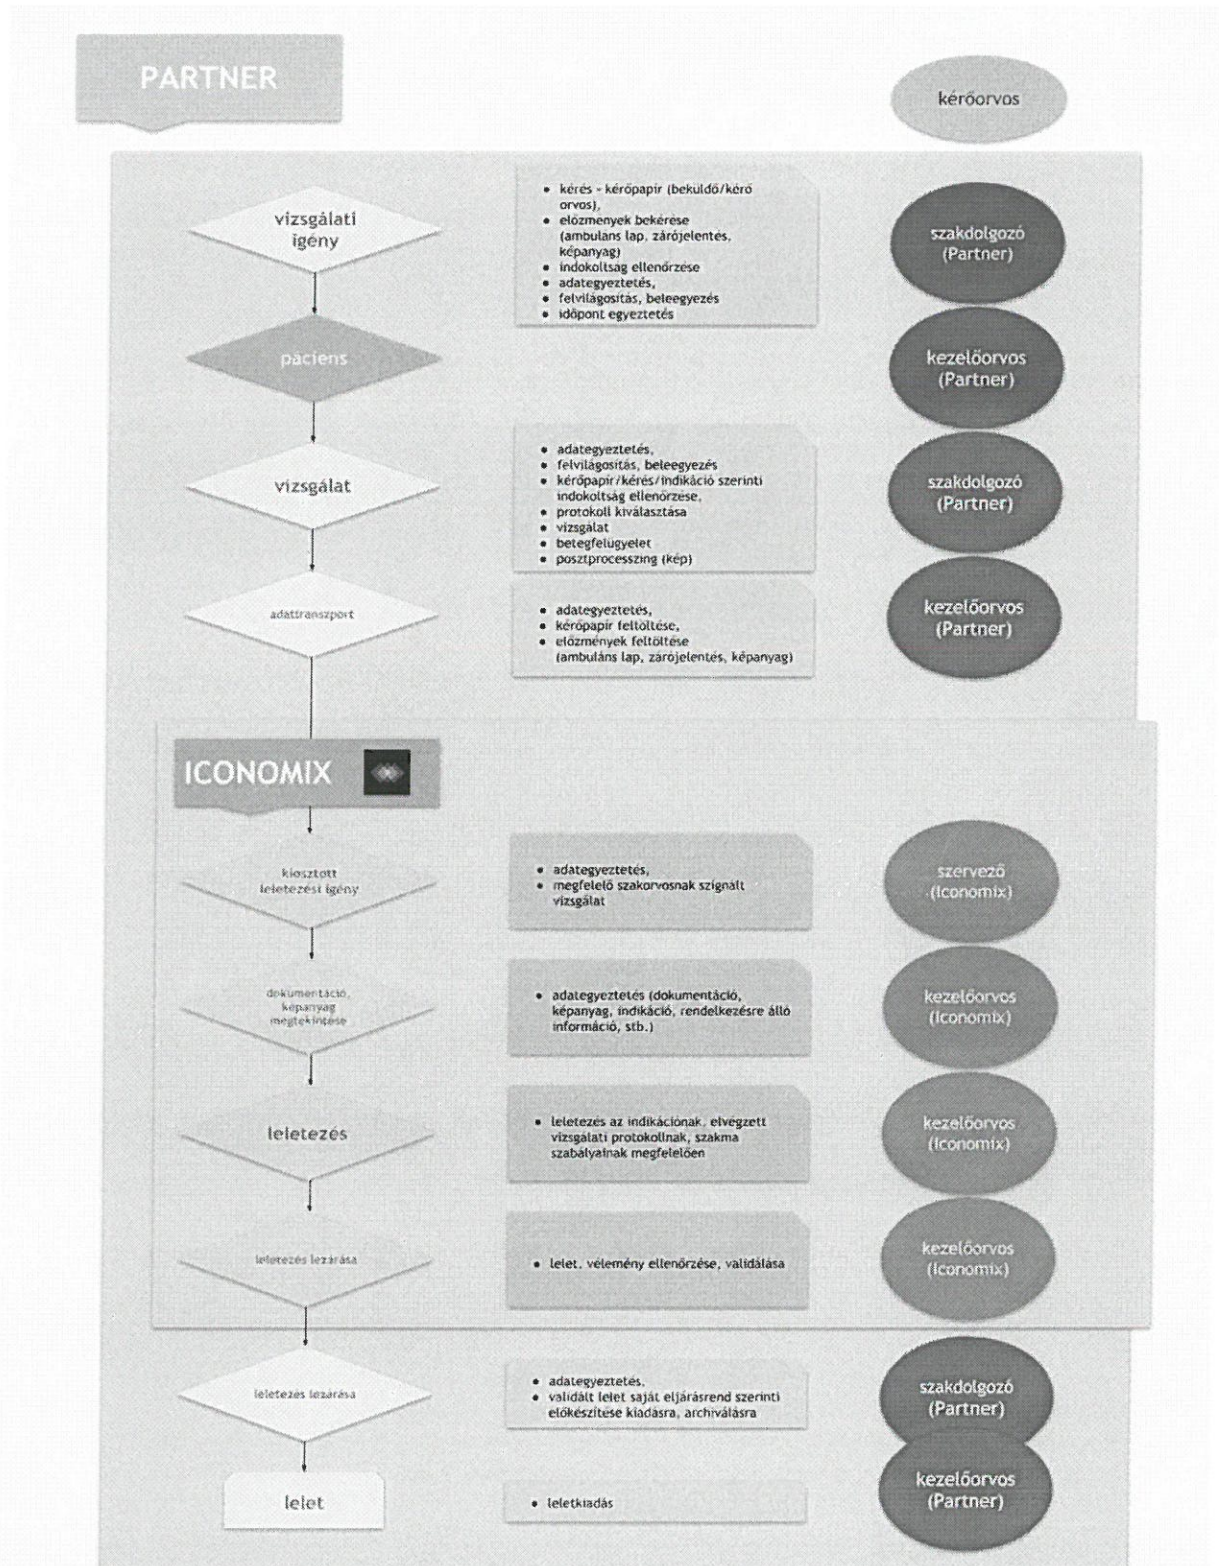 PARTNER
kérőorvos
vizsgálati
igény
• kérés - kérőpapír (beküldő/kérő
orvos),
• előzmények bekérése
(ambuláns lap, zárójelentés,
képanyag)
• indokoltság ellenőrzése
• adategyeztetés,
• felvilágosítás, beleegyezés
• időpont egyeztetés
szakdolgozó
(Partner)
páciens
kezelőorvos
(Partner)
vizsgálat
• adategyeztetés,
• felvilágosítás, beleegyezés
• kérőpapír/kérés/indikáció szerinti
indokoltság ellenőrzése,
• protokoll kiválasztása
• vizsgálat
• betegfelügyelet
• posztprocesszing (kép)
szakdolgozó
(Partner)
adattranszport
• adategyeztetés,
• kérőpapír feltöltése,
• előzmények feltöltése
(ambuláns lap, zárójelentés, képanyag)
kezelőorvos
(Partner)
ICONOMIX
kiosztott
leletezési igény
• adategyeztetés,
• megfelelő szakorvosnak szignált
vizsgálat
szervező
(Iconomix)
dokumentáció,
képanyag
megtekintése
• adategyeztetés (dokumentáció,
képanyag, indikáció, rendelkezésre álló
információ, stb.)
kezelőorvos
(Iconomix)
leletezés
• leletezés az indikációnak, elvégzett
vizsgálati protokollnak, szakma
szabályainak megfelelően
kezelőorvos
(Iconomix)
leletezés lezárása
• lelet, vélemény ellenőrzése, validálása
kezelőorvos
(Iconomix)
leletezés lezárása
• adategyeztetés,
• validált lelet saját eljárásrend szerinti
előkészítése kiadásra, archiválásra
szakdolgozó
(Partner)
lelet
• leletkiadás
kezelőorvos
(Partner)